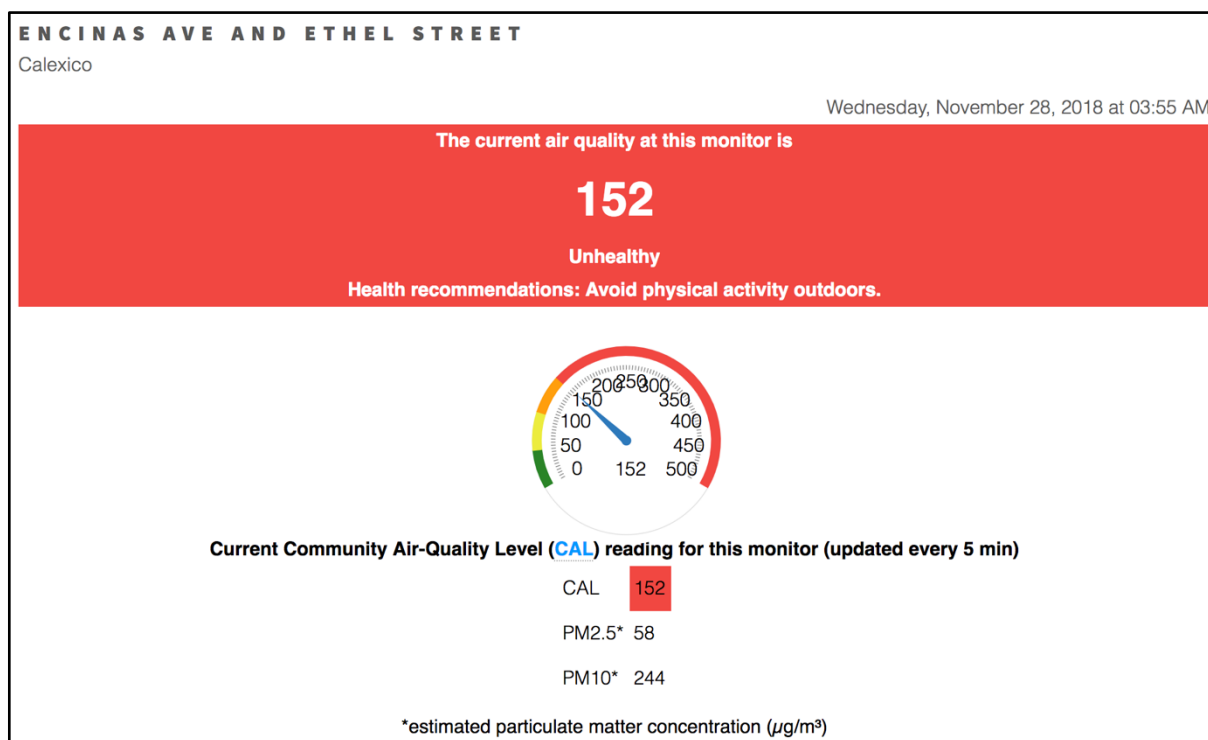 ENCINAS AVE AND ETHEL STREET
Calexico
Wednesday, November 28, 2018 at 03:55 AM
The current air quality at this monitor is
152
Unhealthy
Health recommendations: Avoid physical activity outdoors.
0
50
100
150
200
250
300
350
400
450
500
152
Current Community Air-Quality Level (CAL) reading for this monitor (updated every 5 min)
CAL 152
PM2.5* 58
PM10* 244
*estimated particulate matter concentration (µg/m³)